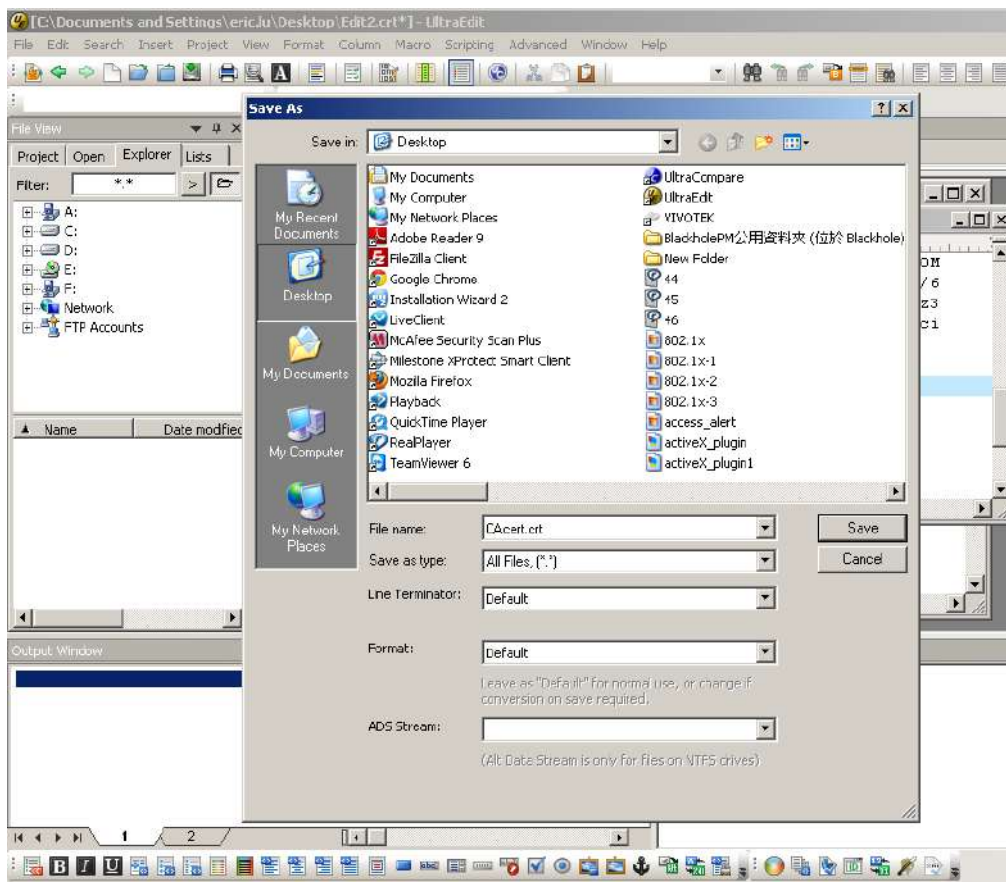 [C:\Documents and Settings\eric.lu\Desktop\Edit2.crt*] - UltraEdit
File Edit Search Insert Project View Format Column Macro Scripting Advanced Window Help
File View
Project Open Explorer Lists
Filter: *.* >
A:
C:
D:
E:
F:
Network
FTP Accounts
Name Date modified
Output Window
1 2
Save As
Save in: Desktop
My Recent Documents
Desktop
My Documents
My Computer
My Network Places
My Documents
My Computer
My Network Places
Adobe Reader 9
FileZilla Client
Google Chrome
Installation Wizard 2
LiveClient
McAfee Security Scan Plus
Milestone XProtect Smart Client
Mozilla Firefox
Playback
QuickTime Player
RealPlayer
TeamViewer 6
UltraCompare
UltraEdit
VIVOTEK
BlackholePM公用資料夾 (位於 Blackhole)
New Folder
44
45
46
802.1x
802.1x-1
802.1x-2
802.1x-3
access_alert
activeX_plugin
activeX_plugin1
File name: CAcert.crt Save
Save as type: All Files, (*.*) Cancel
Line Terminator: Default
Format: Default
Leave as "Default" for normal use, or change if
conversion on save required.
ADS Stream:
(Alt Data Stream is only for files on NTFS drives)
OM
/6
z3
ci